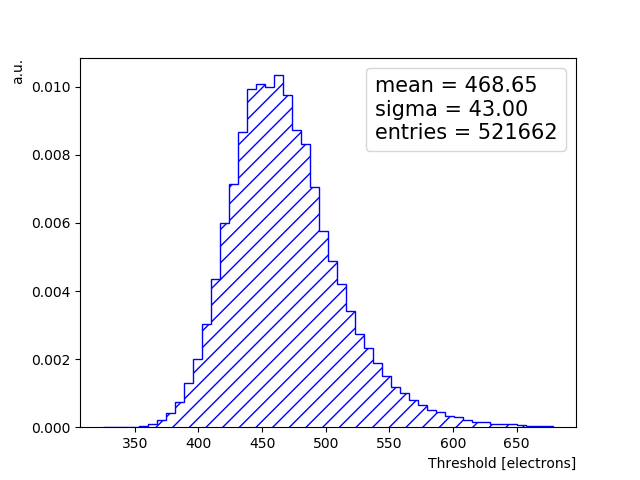 a.u.
mean = 468.65
sigma = 43.00
entries = 521662
0.010
0.008
0.006
0.004
0.002
0.000
350 400 450 500 550 600 650
Threshold [electrons]